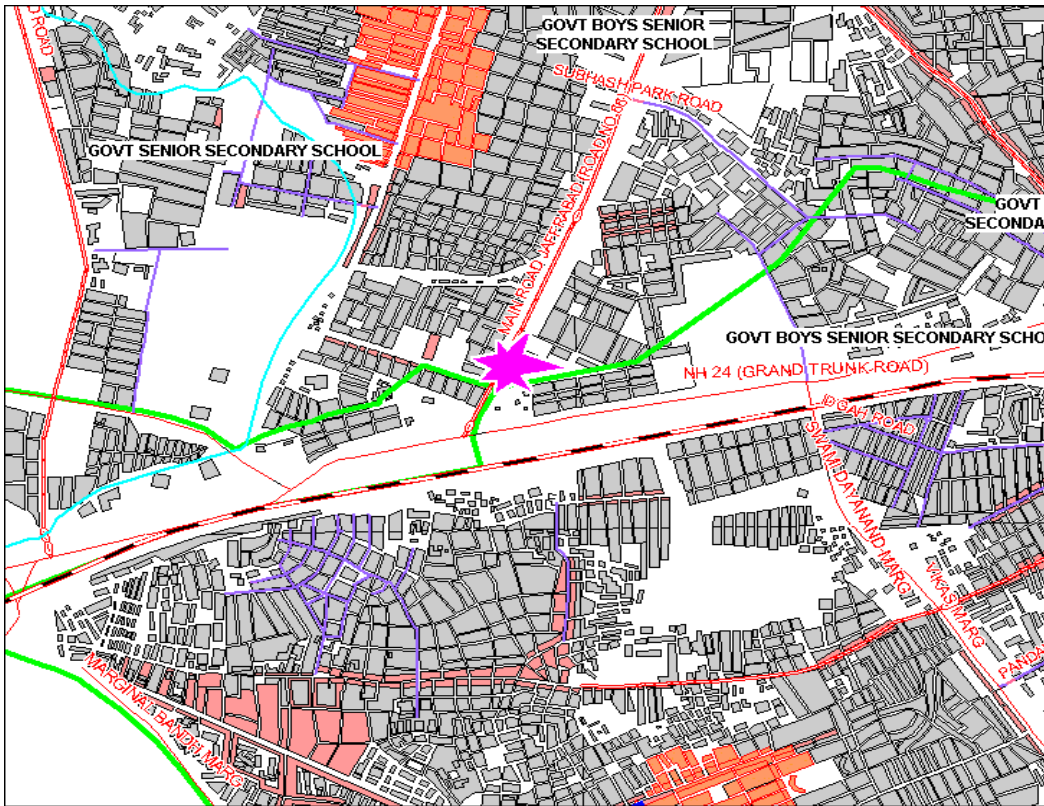 D ROAD
GOVT BOYS SENIOR
SECONDARY SCHOOL
SUBHASH PARK ROAD
GOVT SENIOR SECONDARY SCHOOL
MAIN ROAD JAFFRABAD (ROAD NO. 66)
GOVT
SECONDA
GOVT BOYS SENIOR SECONDARY SCHO
NH 24 (GRAND TRUNK ROAD)
IDGAH ROAD
SWAMI DAYANAND MARG
VIKAS MARG
PANDA
MARGINAL BANDH MARG